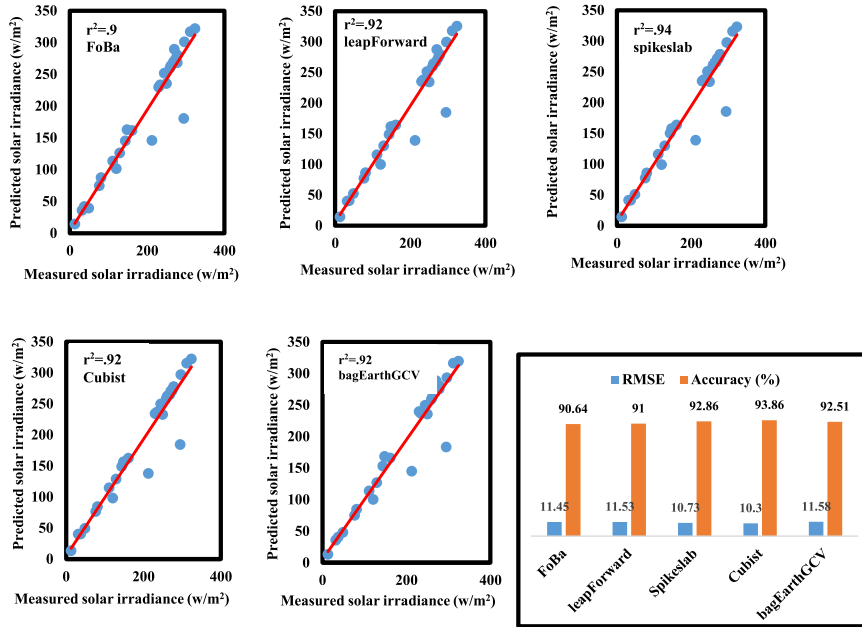 r²=.9
FoBa
350
300
250
200
150
100
50
0
0 200 400
Predicted solar irradiance (w/m²)
Measured solar irradiance (w/m²)
r²=.92
leapForward
350
300
250
200
150
100
50
0
0 200 400
Predicted solar irradiance (w/m²)
Measured solar irradiance (w/m²)
r²=.94
spikeslab
350
300
250
200
150
100
50
0
0 200 400
Predicted solar irradiance (w/m²)
Measured solar irradiance (w/m²)
r²=.92
Cubist
350
300
250
200
150
100
50
0
0 200 400
Predicted solar irradiance (w/m²)
Measured solar irradiance (w/m²)
r²=.92
bagEarthGCV
350
300
250
200
150
100
50
0
0 200 400
Predicted solar irradiance (w/m²)
Measured solar irradiance (w/m²)
RMSE Accuracy (%)
90.64 91 92.86 93.86 92.51
11.45 11.53 10.73 10.3 11.58
FoBa
leapForward
Spikeslab
Cubist
bagEarthGCV